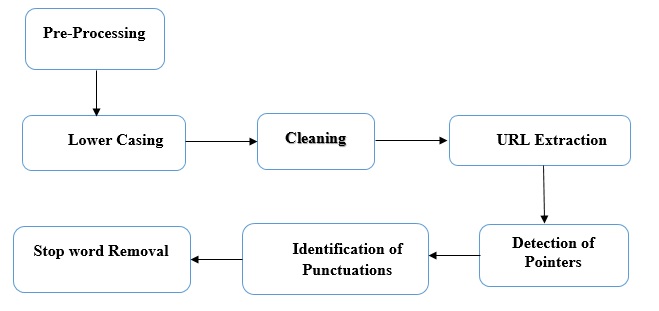 Pre-Processing
Lower Casing
Cleaning
URL Extraction
Detection of
Pointers
Identification of
Punctuations
Stop word Removal